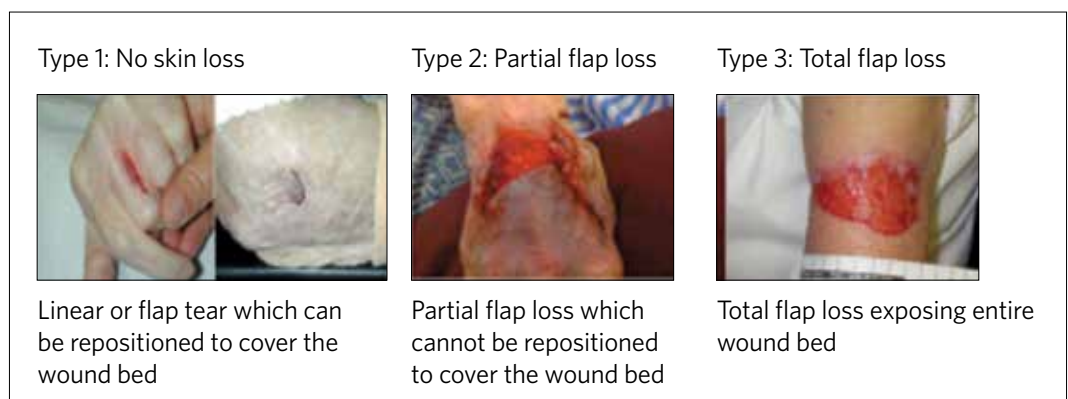 Type 1: No skin loss
Type 2: Partial flap loss
Type 3: Total flap loss
Linear or flap tear which can
be repositioned to cover the
wound bed
Partial flap loss which
cannot be repositioned
to cover the wound bed
Total flap loss exposing entire
wound bed